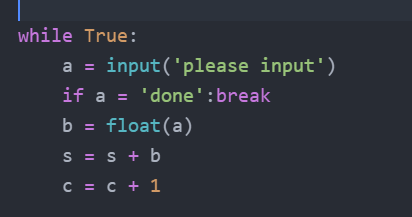 while True:
    a = input('please input')
    if a = 'done':break
    b = float(a)
    s = s + b
    c = c + 1